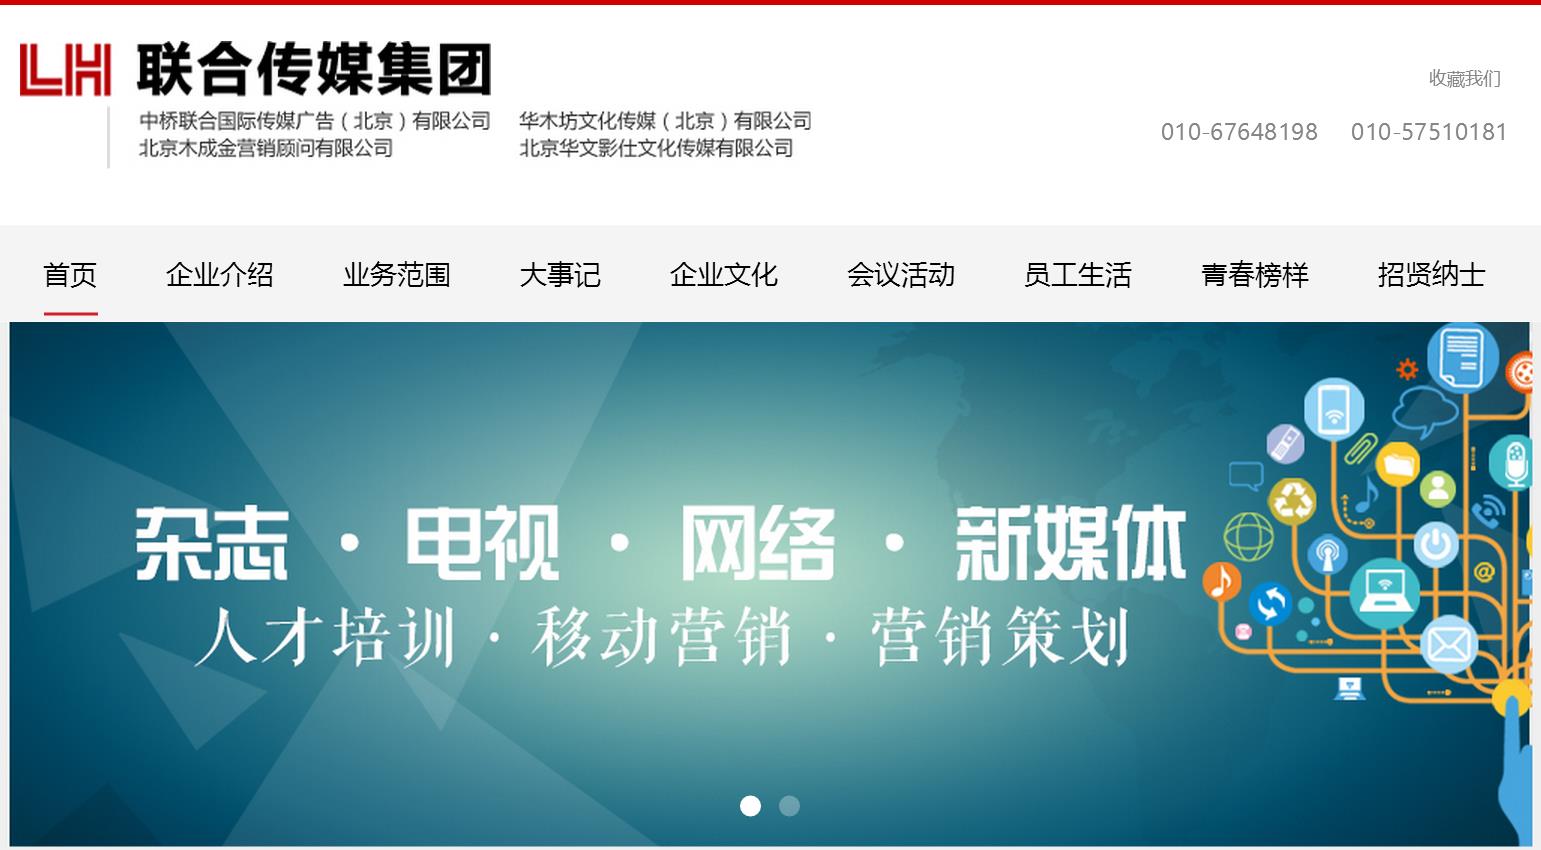 LH 联合传媒集团
收藏我们
中桥联合国际传媒广告（北京）有限公司 华木坊文化传媒（北京）有限公司
010-67648198 010-57510181
北京木成金营销顾问有限公司 北京华文影仕文化传媒有限公司
首页 企业介绍 业务范围 大事记 企业文化 会议活动 员工生活 青春榜样 招贤纳士
杂志·电视·网络·新媒体
人才培训·移动营销·营销策划